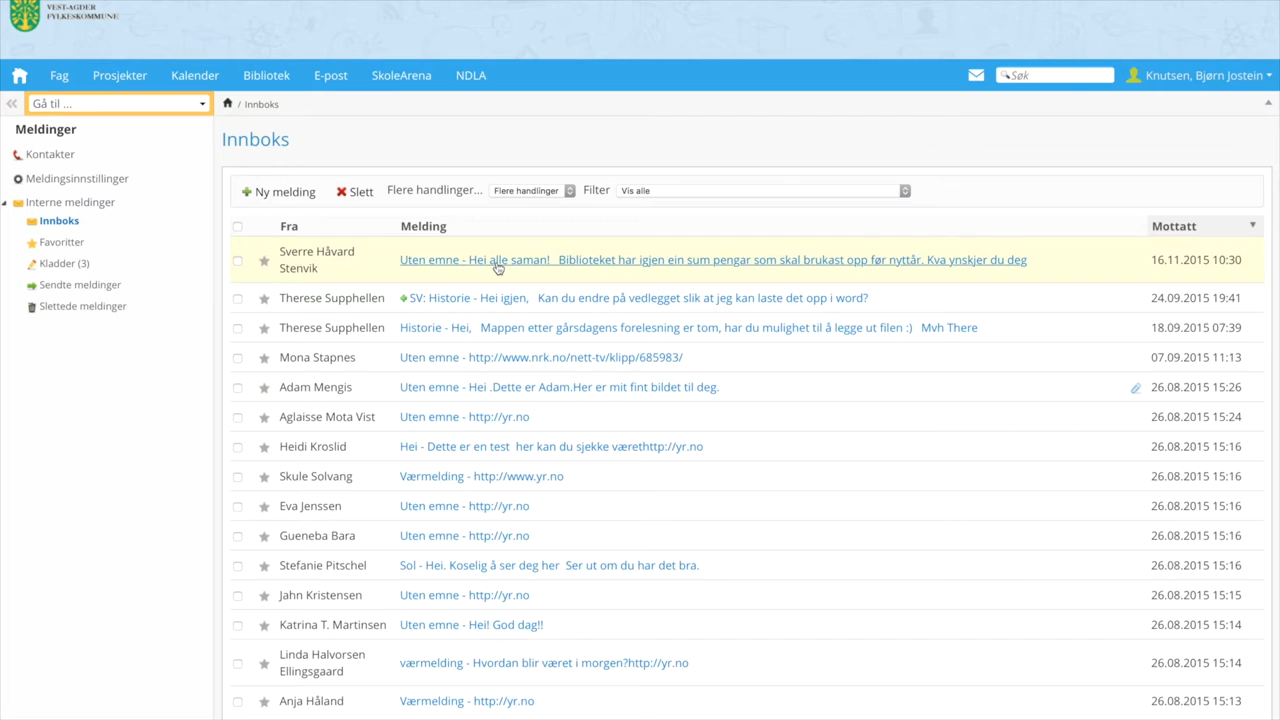 VEST-AGDER
FYLKESKOMMUNE
Fag Prosjekter Kalender Bibliotek E-post SkoleArena NDLA Søk Knutsen, Bjørn Jostein
Gå til ... / Innboks
Meldinger
Kontakter
Meldingsinnstillinger
Interne meldinger
Innboks
Favoritter
Kladder (3)
Sendte meldinger
Slettede meldinger
Innboks
Ny melding Slett Flere handlinger... Flere handlinger Filter Vis alle
Fra Melding Mottatt
Sverre Håvard Stenvik Uten emne - Hei alle saman! Biblioteket har igjen ein sum pengar som skal brukast opp før nyttår. Kva ynskjer du deg 16.11.2015 10:30
Therese Supphellen SV: Historie - Hei igjen, Kan du endre på vedlegget slik at jeg kan laste det opp i word? 24.09.2015 19:41
Therese Supphellen Historie - Hei, Mappen etter gårsdagens forelesning er tom, har du mulighet til å legge ut filen :) Mvh There 18.09.2015 07:39
Mona Stapnes Uten emne - http://www.nrk.no/nett-tv/klipp/685983/ 07.09.2015 11:13
Adam Mengis Uten emne - Hei .Dette er Adam.Her er mit fint bildet til deg. 26.08.2015 15:26
Aglaisse Mota Vist Uten emne - http://yr.no 26.08.2015 15:24
Heidi Kroslid Hei - Dette er en test her kan du sjekke værethttp://yr.no 26.08.2015 15:16
Skule Solvang Værmelding - http://www.yr.no 26.08.2015 15:16
Eva Jenssen Uten emne - http://yr.no 26.08.2015 15:16
Gueneba Bara Uten emne - http://yr.no 26.08.2015 15:16
Stefanie Pitschel Sol - Hei. Koselig å ser deg her Ser ut om du har det bra. 26.08.2015 15:16
Jahn Kristensen Uten emne - http://yr.no 26.08.2015 15:15
Katrina T. Martinsen Uten emne - Hei! God dag!! 26.08.2015 15:14
Linda Halvorsen Ellingsgaard værmelding - Hvordan blir været i morgen?http://yr.no 26.08.2015 15:14
Anja Håland Værmelding - http://yr.no 26.08.2015 15:13